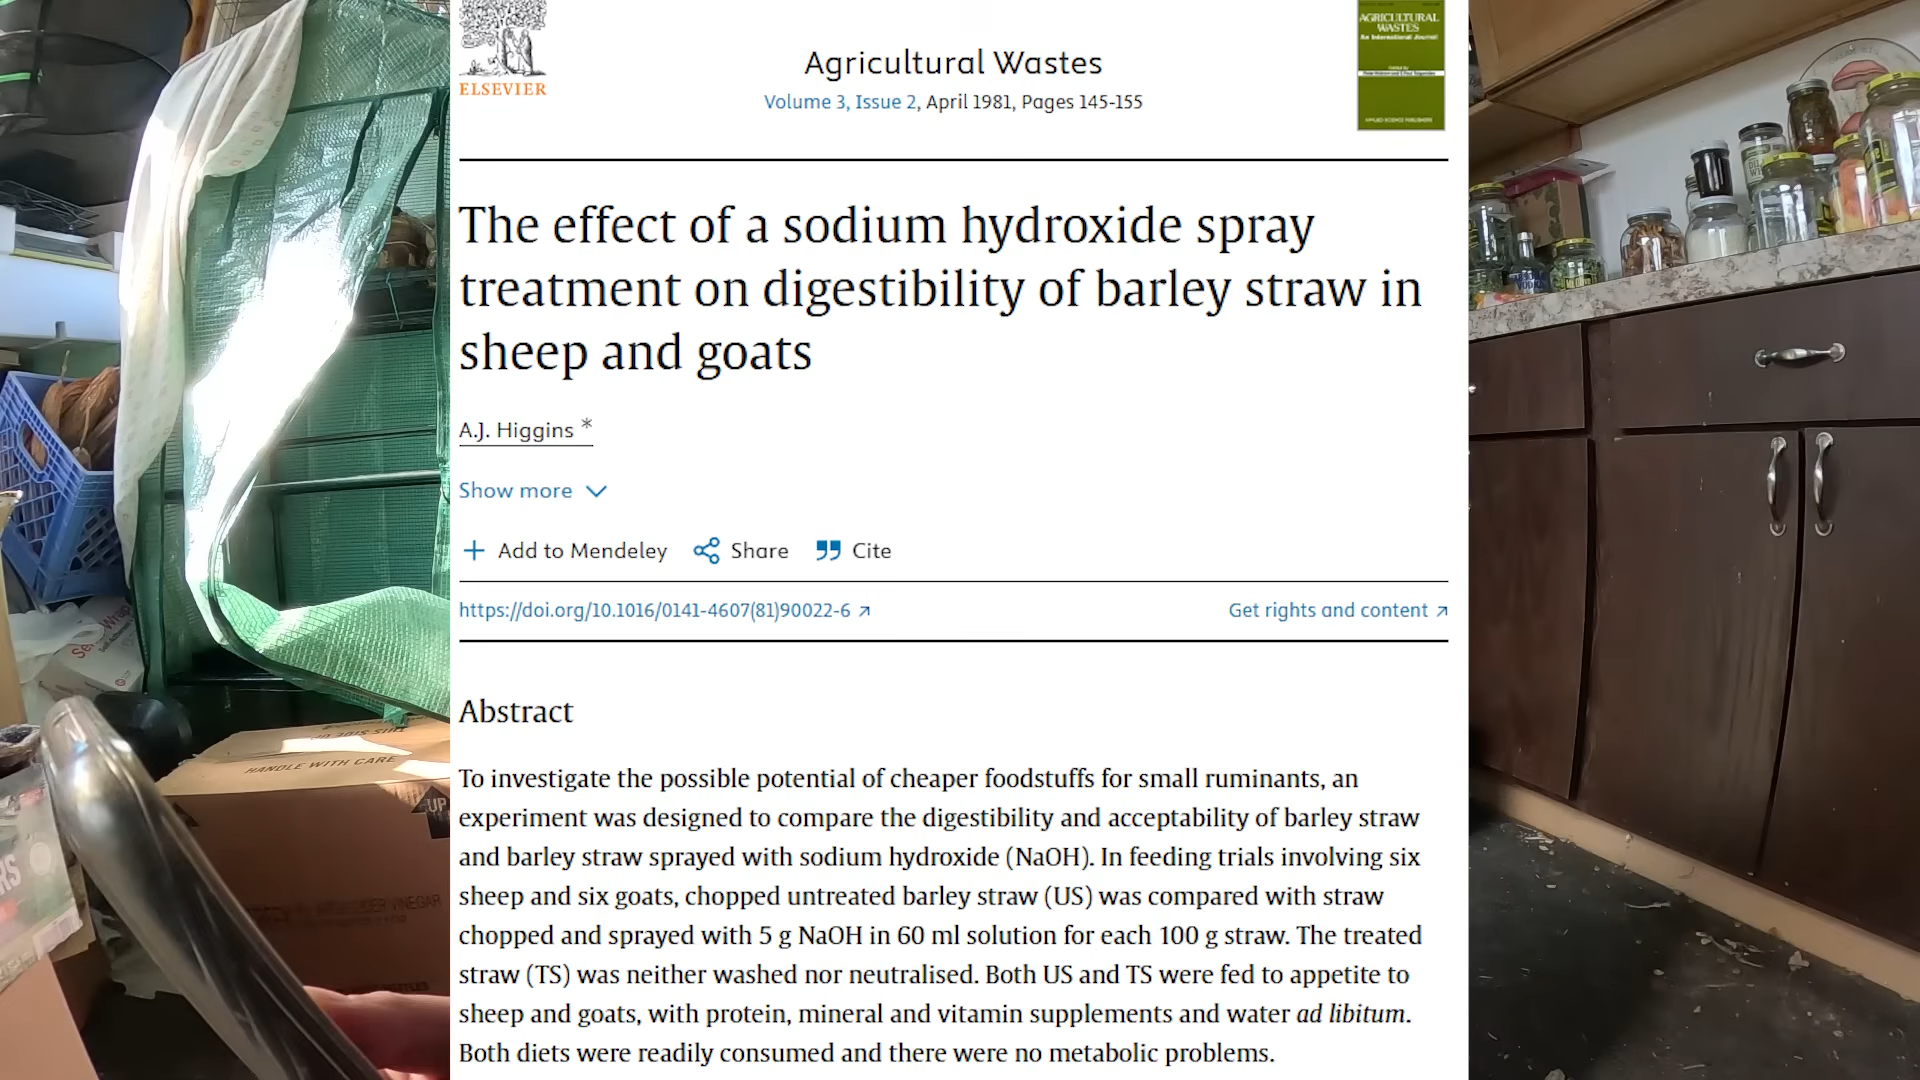 ELSEVIER
Agricultural Wastes
Volume 3, Issue 2, April 1981, Pages 145-155
AGRICULTURAL
WASTES
An International Journal
The effect of a sodium hydroxide spray
treatment on digestibility of barley straw in
sheep and goats
A.J. Higgins *
Show more
Add to Mendeley
Share
Cite
https://doi.org/10.1016/0141-4607(81)90022-6
Get rights and content
Abstract
To investigate the possible potential of cheaper foodstuffs for small ruminants, an
experiment was designed to compare the digestibility and acceptability of barley straw
and barley straw sprayed with sodium hydroxide (NaOH). In feeding trials involving six
sheep and six goats, chopped untreated barley straw (US) was compared with straw
chopped and sprayed with 5 g NaOH in 60 ml solution for each 100 g straw. The treated
straw (TS) was neither washed nor neutralised. Both US and TS were fed to appetite to
sheep and goats, with protein, mineral and vitamin supplements and water ad libitum.
Both diets were readily consumed and there were no metabolic problems.
HANDLE WITH CARE
UP
VINEGAR
VODKA